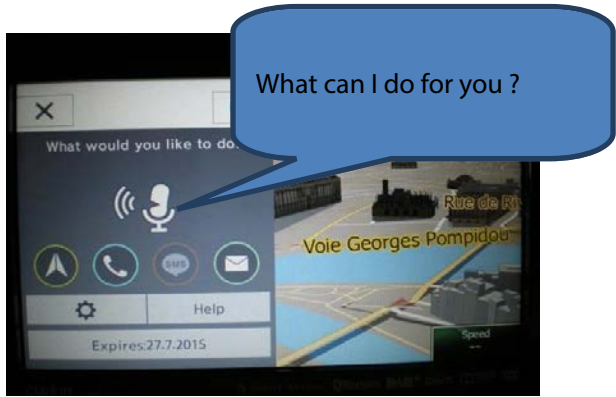 What can I do for you ?
What would you like to do?
Rue de Ri
Voie Georges Pompidou
SMS
Help
Speed
--
Expires:27.7.2015